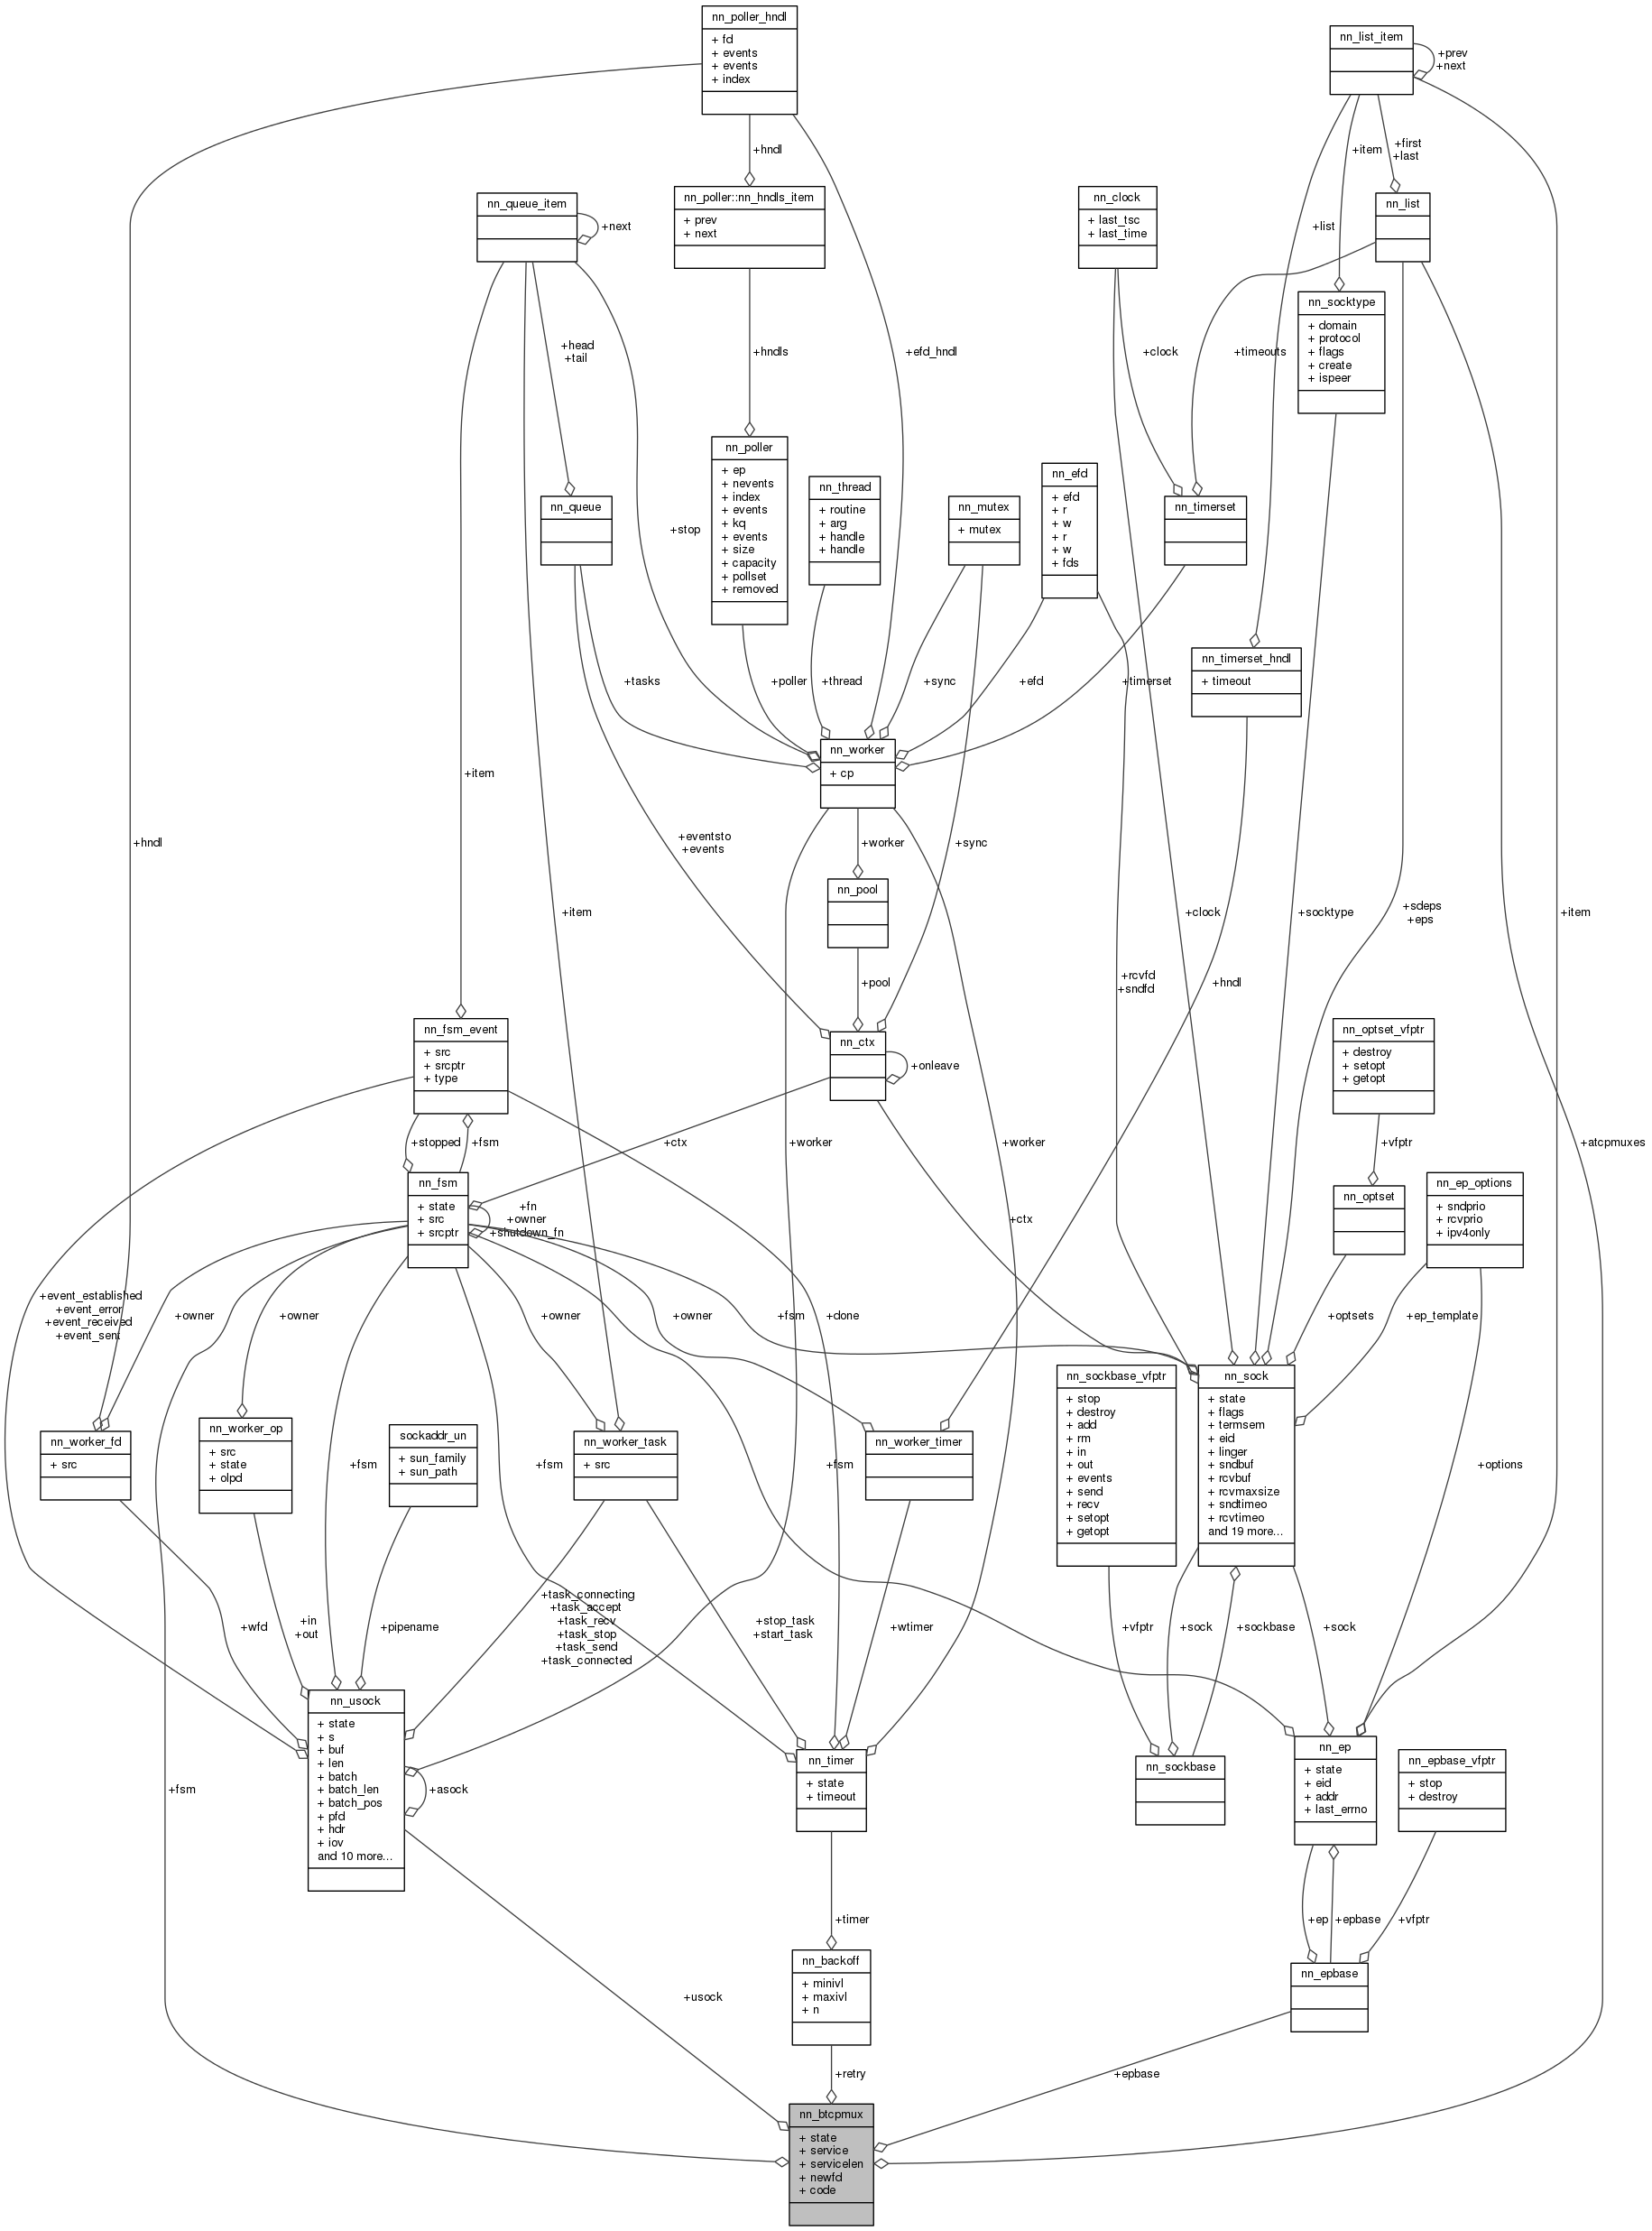 nn_poller_hndl
+ fd
+ events
+ events
+ index
nn_list_item
+prev
+next
+hndl
+item
+first
+last
nn_queue_item
+next
nn_poller::nn_hndls_item
+ prev
+ next
nn_clock
+ last_tsc
+ last_time
nn_list
+list
nn_socktype
+ domain
+ protocol
+ flags
+ create
+ ispeer
+head
+tail
+hndls
+efd_hndl
+clock
+timeouts
nn_queue
+stop
nn_poller
+ ep
+ nevents
+ index
+ events
+ kq
+ events
+ size
+ capacity
+ pollset
+ removed
nn_thread
+ routine
+ arg
+ handle
+ handle
nn_mutex
+ mutex
nn_efd
+ efd
+ r
+ w
+ r
+ w
+ fds
nn_timerset
nn_timerset_hndl
+ timeout
+tasks
+poller
+thread
+sync
+efd
+timerset
nn_worker
+ cp
+item
+hndl
+eventsto
+events
+worker
+sync
nn_pool
+item
+clock
+socktype
+sdeps
+eps
+item
+pool
+rcvfd
+sndfd
+hndl
nn_fsm_event
+ src
+ srcptr
+ type
nn_ctx
+onleave
nn_optset_vfptr
+ destroy
+ setopt
+ getopt
+stopped
+fsm
+ctx
+worker
+worker
+vfptr
+atcpmuxes
nn_fsm
+ state
+ src
+ srcptr
+fn
+owner
+shutdown_fn
+ctx
nn_optset
nn_ep_options
+ sndprio
+ rcvprio
+ ipv4only
+event_established
+event_error
+event_received
+event_sent
+owner
+owner
+owner
+owner
+fsm
+done
+optsets
+ep_template
nn_worker_fd
+ src
nn_worker_op
+ src
+ state
+ olpd
+fsm
sockaddr_un
+ sun_family
+ sun_path
+fsm
nn_worker_task
+ src
+fsm
nn_worker_timer
nn_sockbase_vfptr
+ stop
+ destroy
+ add
+ rm
+ in
+ out
+ events
+ send
+ recv
+ setopt
+ getopt
nn_sock
+ state
+ flags
+ termsem
+ eid
+ linger
+ sndbuf
+ rcvbuf
+ rcvmaxsize
+ sndtimeo
+ rcvtimeo
and 19 more...
+options
+wfd
+in
+out
+pipename
+task_connecting
+task_accept
+task_recv
+task_stop
+task_send
+task_connected
+stop_task
+start_task
+wtimer
+vfptr
+sock
+sockbase
+sock
nn_usock
+ state
+ s
+ buf
+ len
+ batch
+ batch_len
+ batch_pos
+ pfd
+ hdr
+ iov
and 10 more...
+asock
+fsm
nn_timer
+ state
+ timeout
nn_sockbase
nn_ep
+ state
+ eid
+ addr
+ last_errno
nn_epbase_vfptr
+ stop
+ destroy
+timer
+ep
+epbase
+vfptr
nn_backoff
+ minivl
+ maxivl
+ n
+usock
nn_epbase
+retry
+epbase
nn_btcpmux
+ state
+ service
+ servicelen
+ newfd
+ code